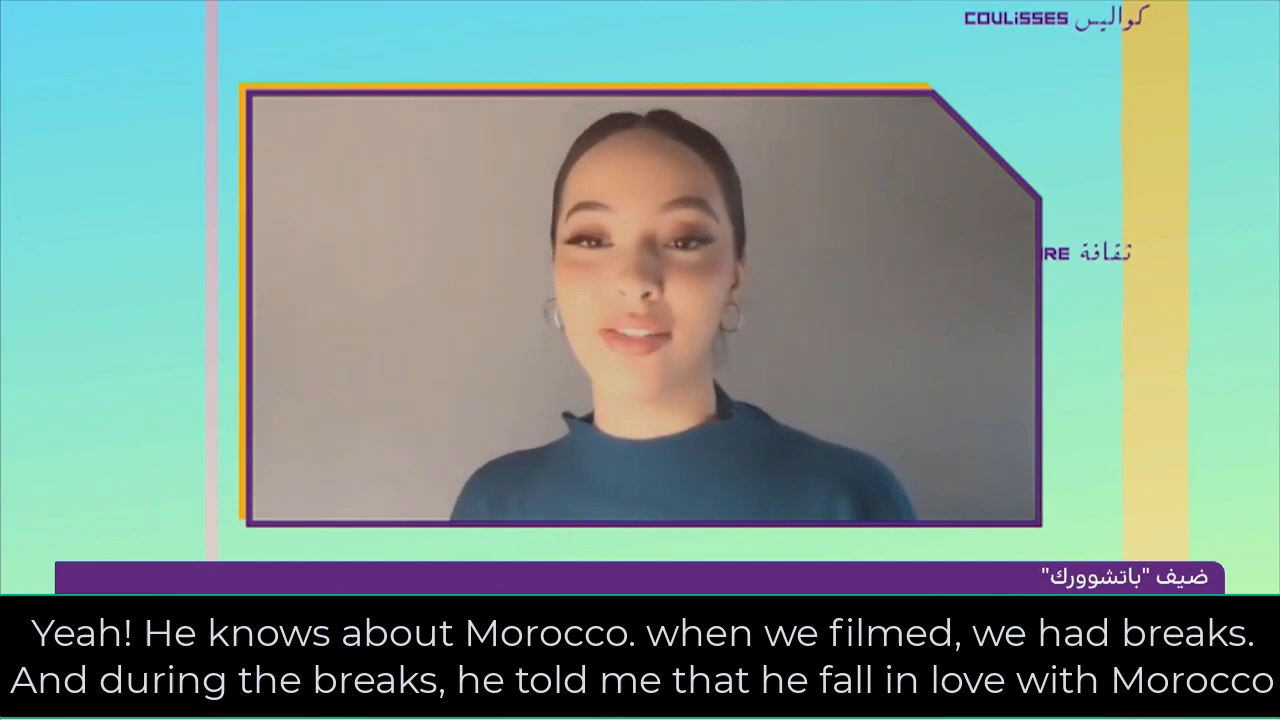 COULISSES كواليس
IRE ثقافة
ضيف "باتشوورك"
Yeah! He knows about Morocco. when we filmed, we had breaks.
And during the breaks, he told me that he fall in love with Morocco